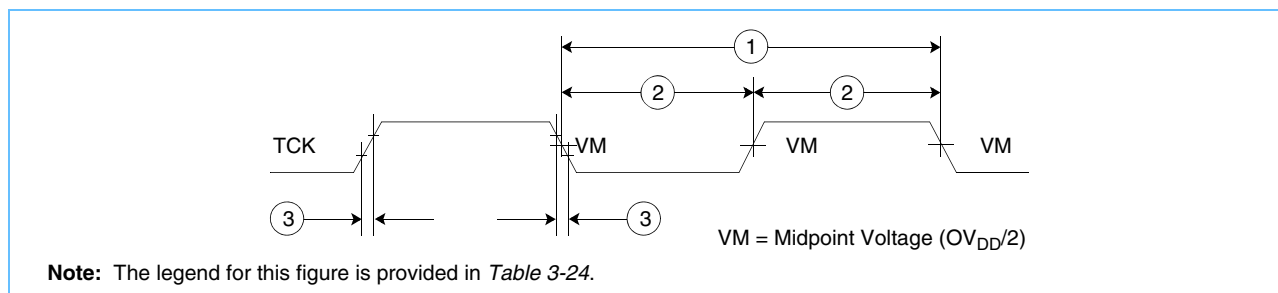 1
2 2
TCK VM VM VM
3 3
VM = Midpoint Voltage (OVDD/2)
Note: The legend for this figure is provided in Table 3-24.